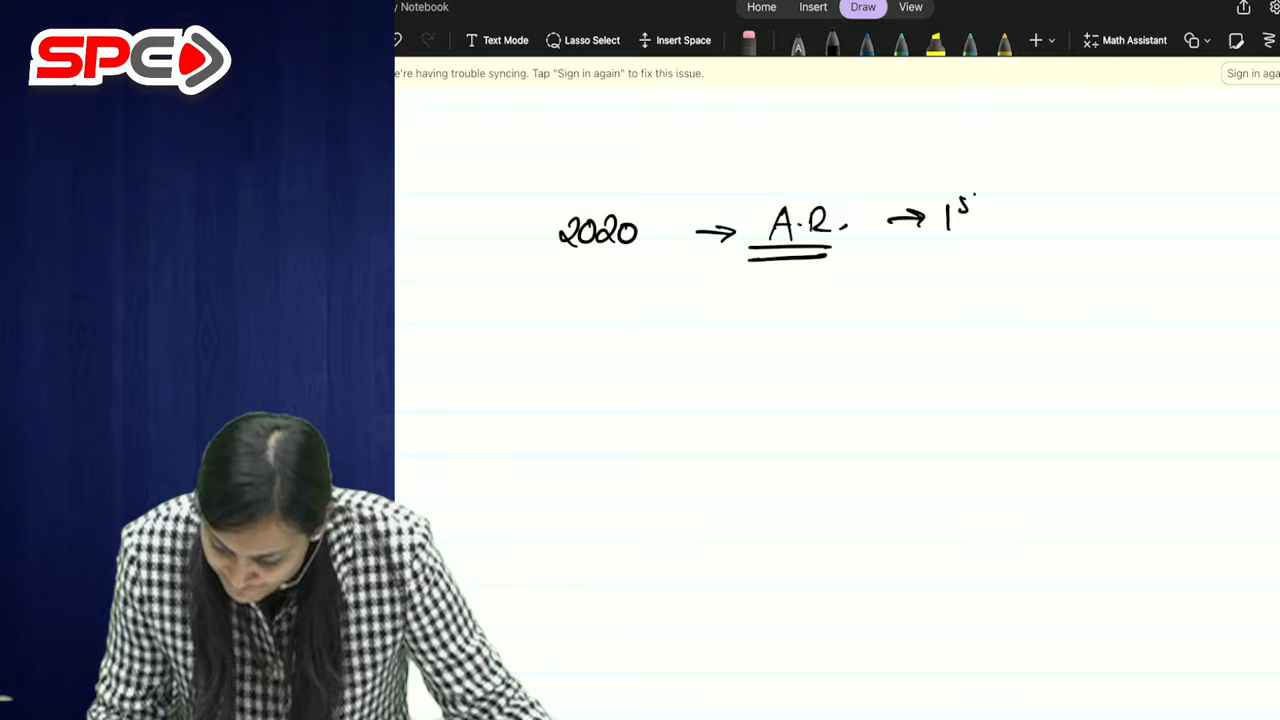 SPE
y Notebook
Home Insert Draw View
Text Mode Lasso Select Insert Space A Math Assistant
e're having trouble syncing. Tap "Sign in again" to fix this issue. Sign in aga
2020 → A.R. → 1s